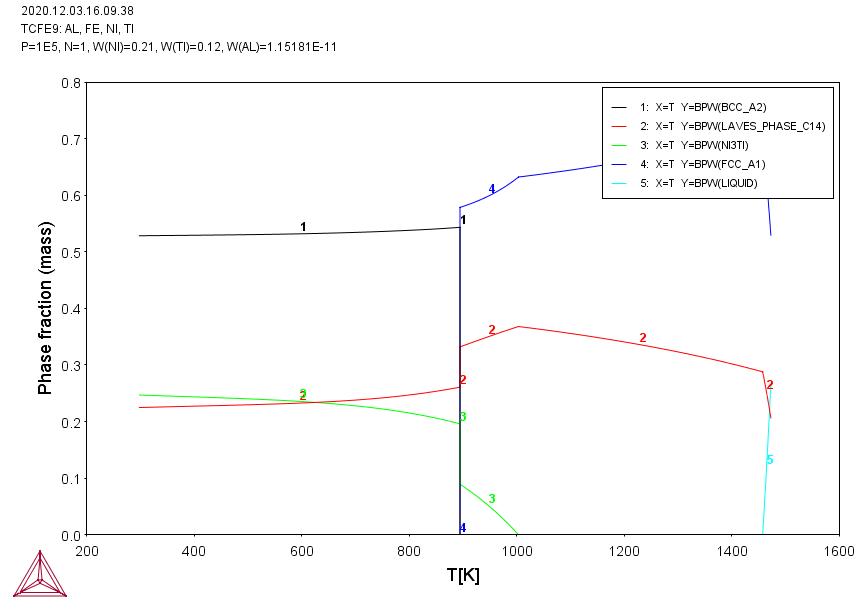 2020.12.03.16.09.38
TCFE9: AL, FE, NI, TI
P=1E5, N=1, W(NI)=0.21, W(TI)=0.12, W(AL)=1.15181E-11
0.8
0.7
0.6
0.5
0.4
0.3
0.2
0.1
0.0
Phase fraction (mass)
1: X=T Y=BPW(BCC_A2)
2: X=T Y=BPW(LAVES_PHASE_C14)
3: X=T Y=BPW(NI3TI)
4: X=T Y=BPW(FCC_A1)
5: X=T Y=BPW(LIQUID)
4
1
1
2
2
2
2
2
3
3
5
4
200 400 600 800 1000 1200 1400 1600
T[K]